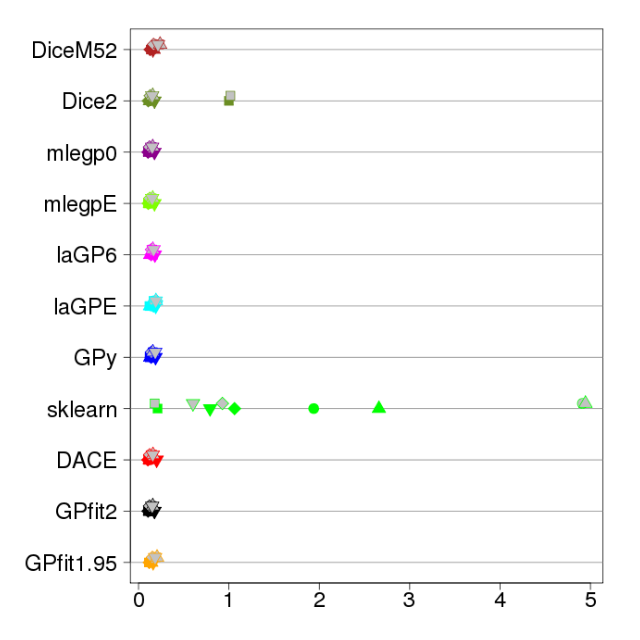 DiceM52
Dice2
mlegp0
mlegpE
laGP6
laGPE
GPy
sklearn
DACE
GPfit2
GPfit1.95
0 1 2 3 4 5